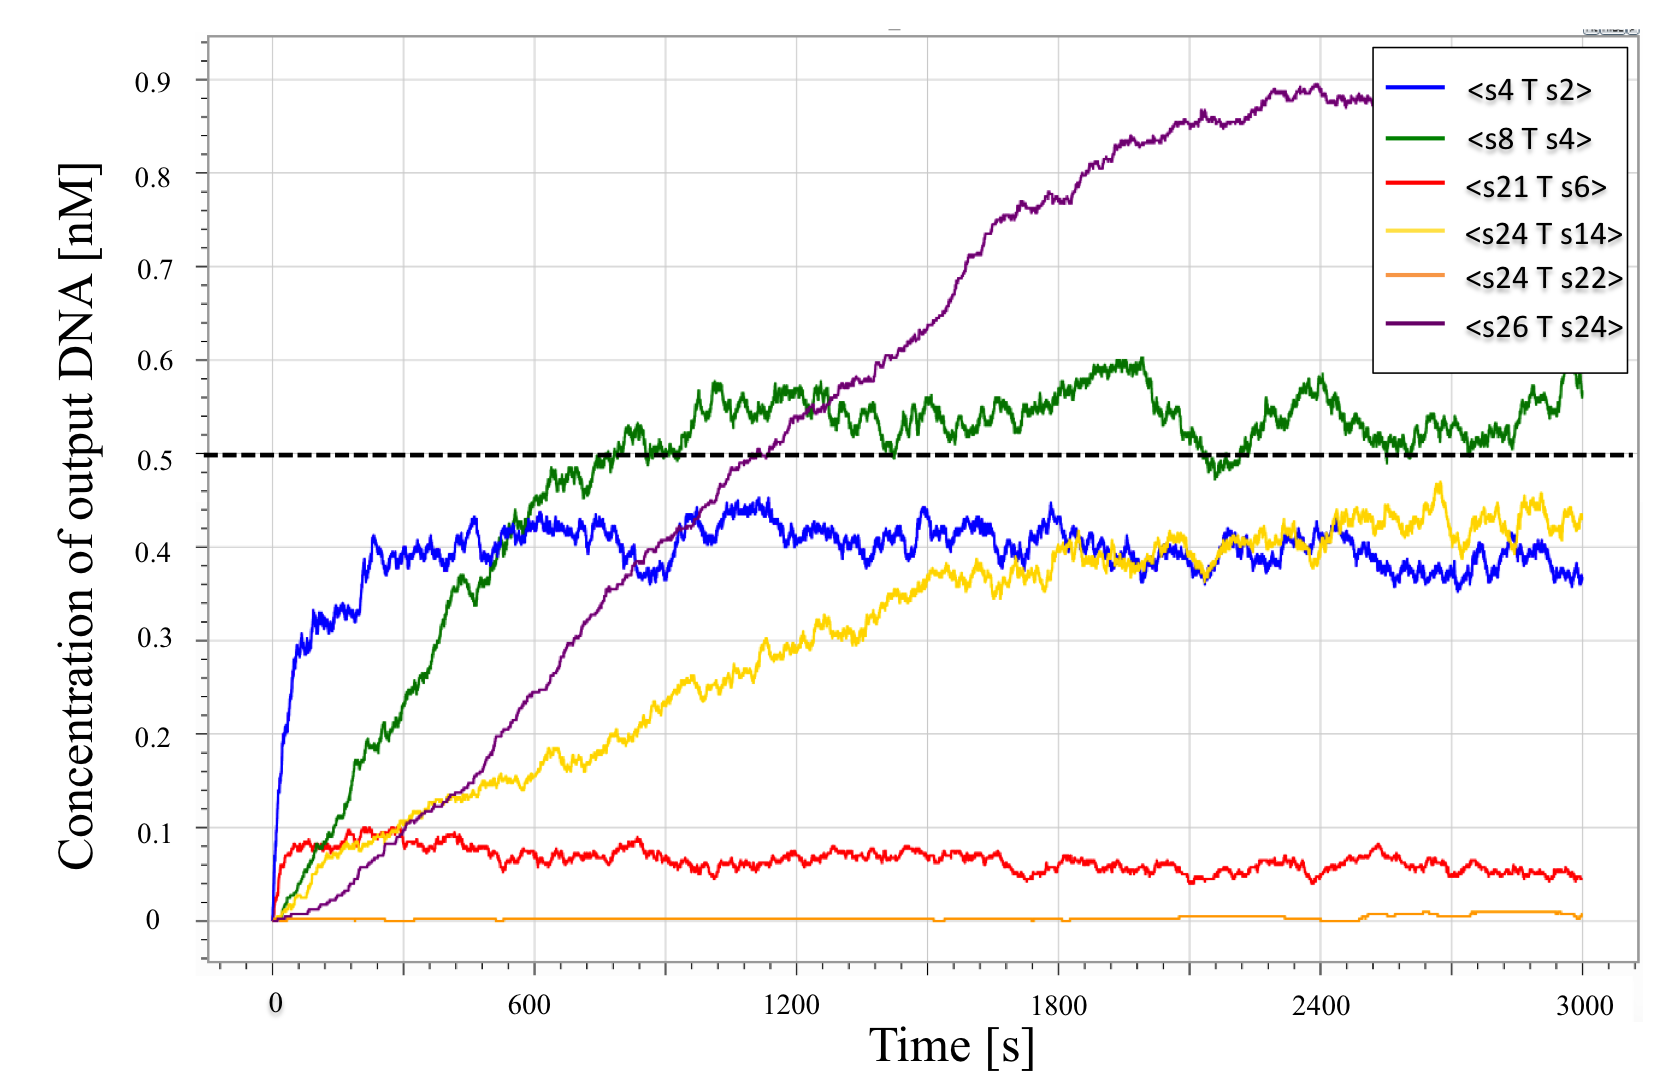 Concentration of output DNA [nM]
0.9
0.8
0.7
0.6
0.5
0.4
0.3
0.2
0.1
0
<s4 T s2>
<s8 T s4>
<s21 T s6>
<s24 T s14>
<s24 T s22>
<s26 T s24>
0 600 1200 1800 2400 3000
Time [s]